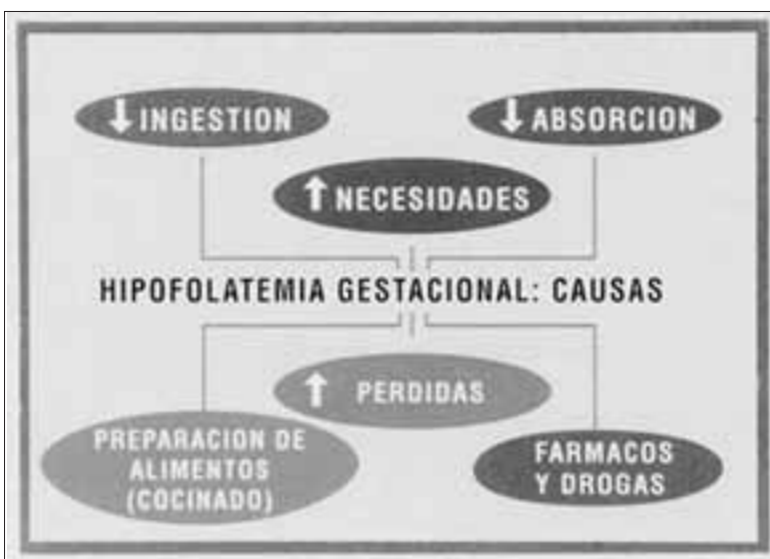 ↓ INGESTION
↓ ABSORCION
↑ NECESIDADES
HIPOFOLATEMIA GESTACIONAL: CAUSAS
↑ PERDIDAS
PREPARACION DE
ALIMENTOS
(COCINADO)
FARMACOS
Y DROGAS